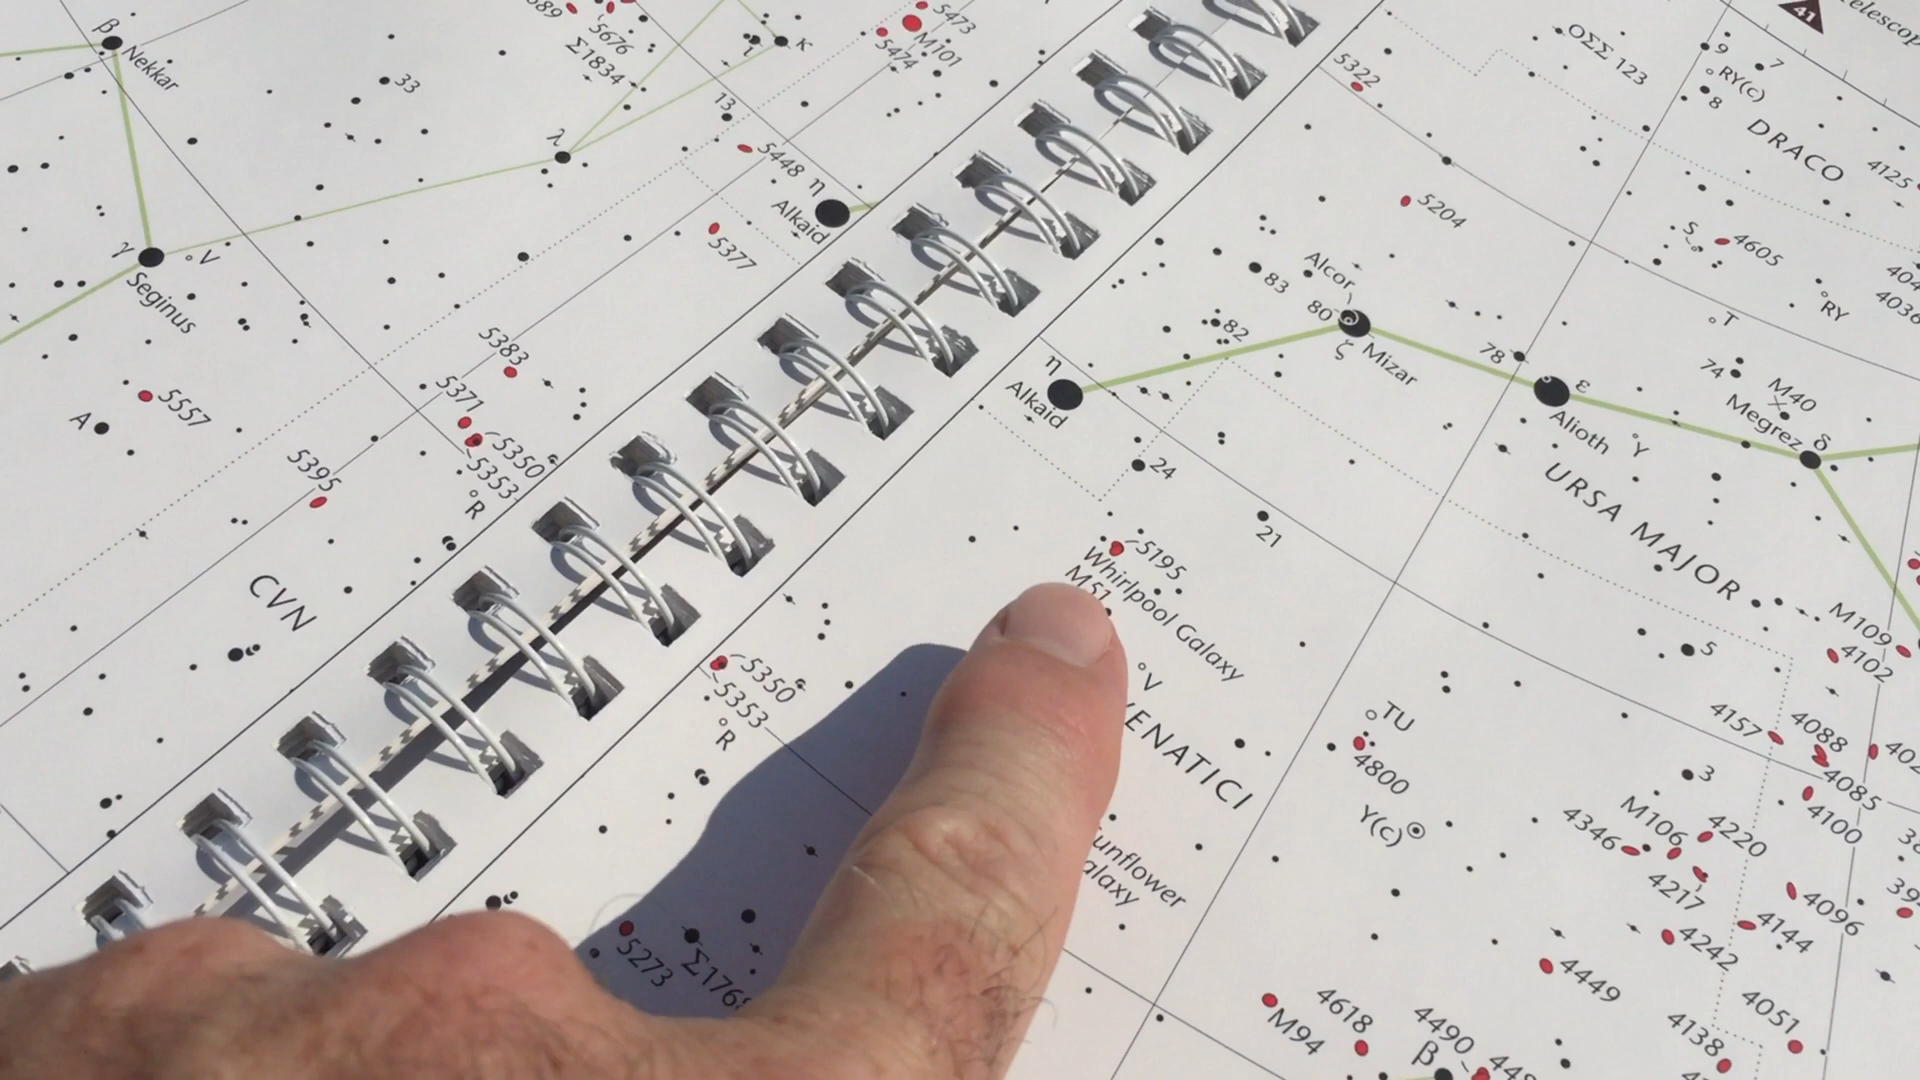 β
Nekkar
33
5676
Σ1834
ι
κ
5473
5474
M101
13
λ
5448
η
Alkaid
5377
γ
V
Seginus
5383
5371
5350
5353
R
A
5557
5395
CVN
5322
ΟΣΣ 123
9
7
RY(c)
8
DRACO
4125
41
5204
S
4605
RY
T
Alcor
83
80
82
ζ
Mizar
78
ε
Alioth
Y
74
M40
Megrez
δ
η
Alkaid
24
21
URSA MAJOR
5195
Whirlpool Galaxy
M51
V
VENATICI
5350
5353
R
5
M109
4102
4157
4088
4085
4100
TU
4800
Y(c)
3
M106
4346
4220
4217
4096
4144
4242
4449
4051
4138
M94
4618
4490
β
5273